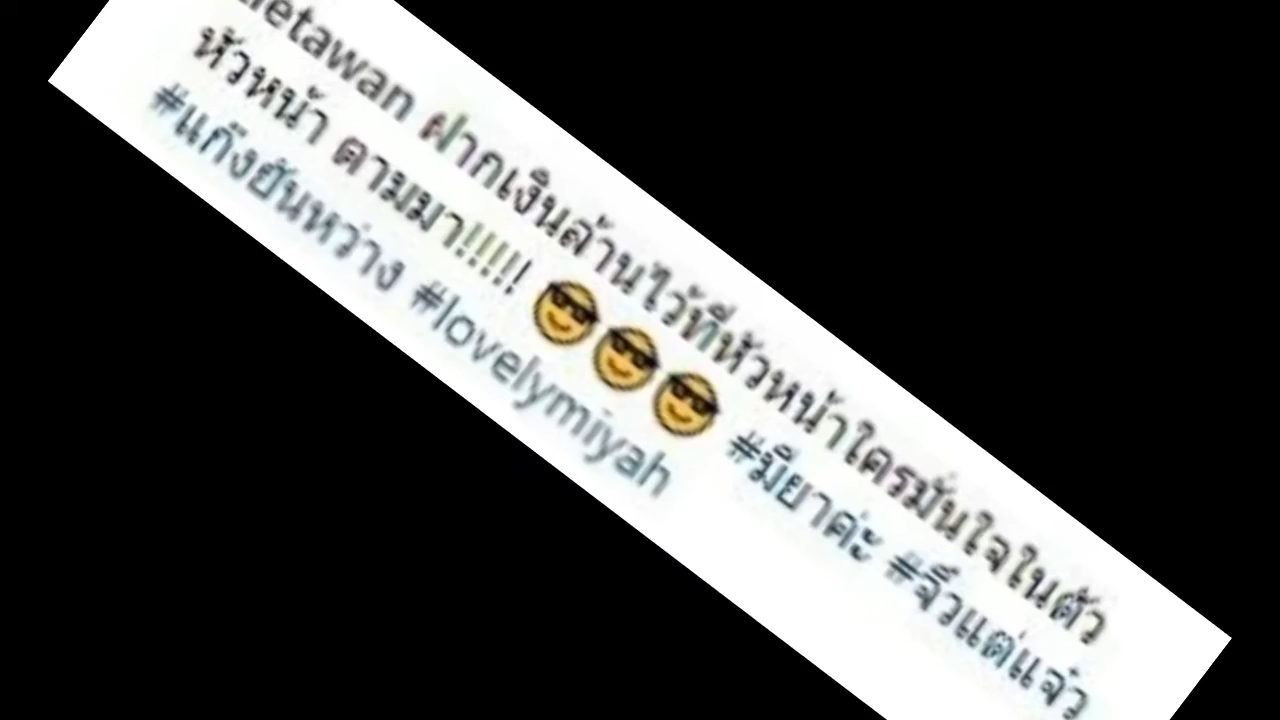 ฝากเงินล้านไว้ที่หัวหน้าใครมั่นใจในตัว
หัวหน้า ตามมา!!!!! 😎😎😎 #มียาค่ะ #จิ๋วแต่แจ๋ว
#แก๊งยันหว่าง #lovelymiyah